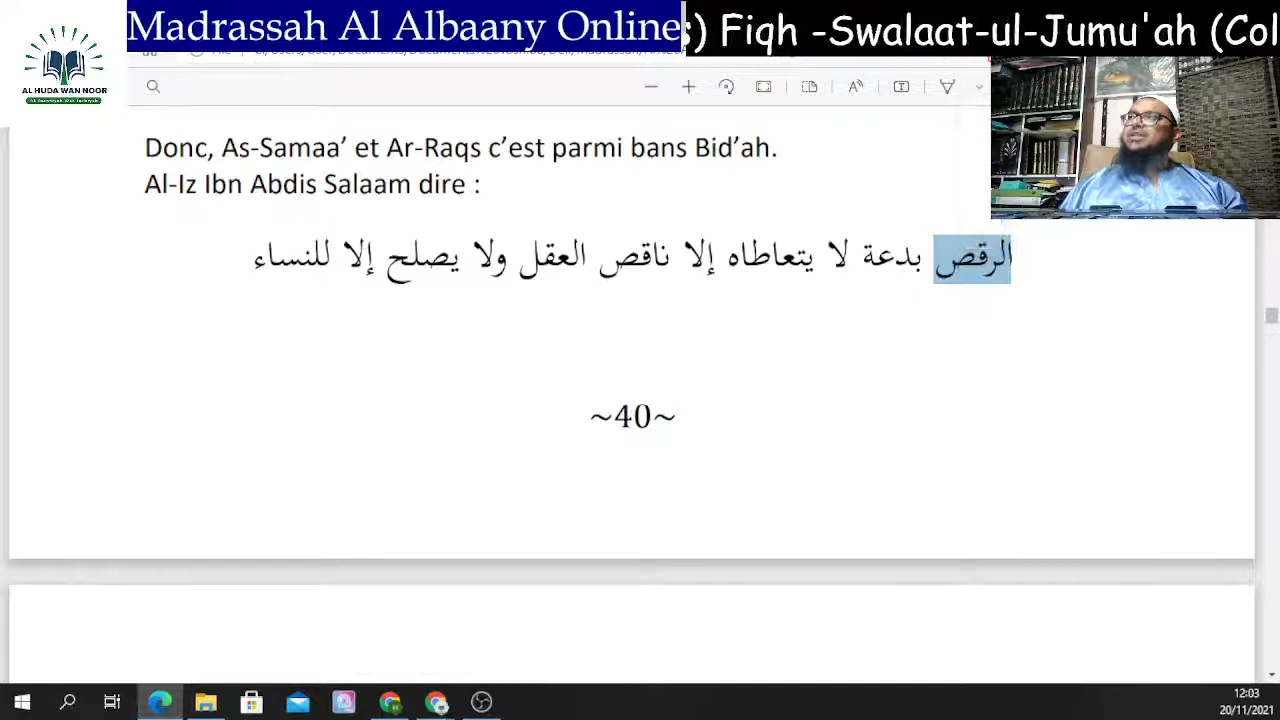 Madrassah Al Albaany Online
s) Fiqh -Swalaat-ul-Jumu'ah (Col
AL HUDA WAN NOOR
Donc, As-Samaa’ et Ar-Raqs c’est parmi bans Bid’ah.
Al-Iz Ibn Abdis Salaam dire :
الرقص بدعة لا يتعاطاه إلا ناقص العقل ولا يصلح إلا للنساء
~40~
12:03
20/11/2021